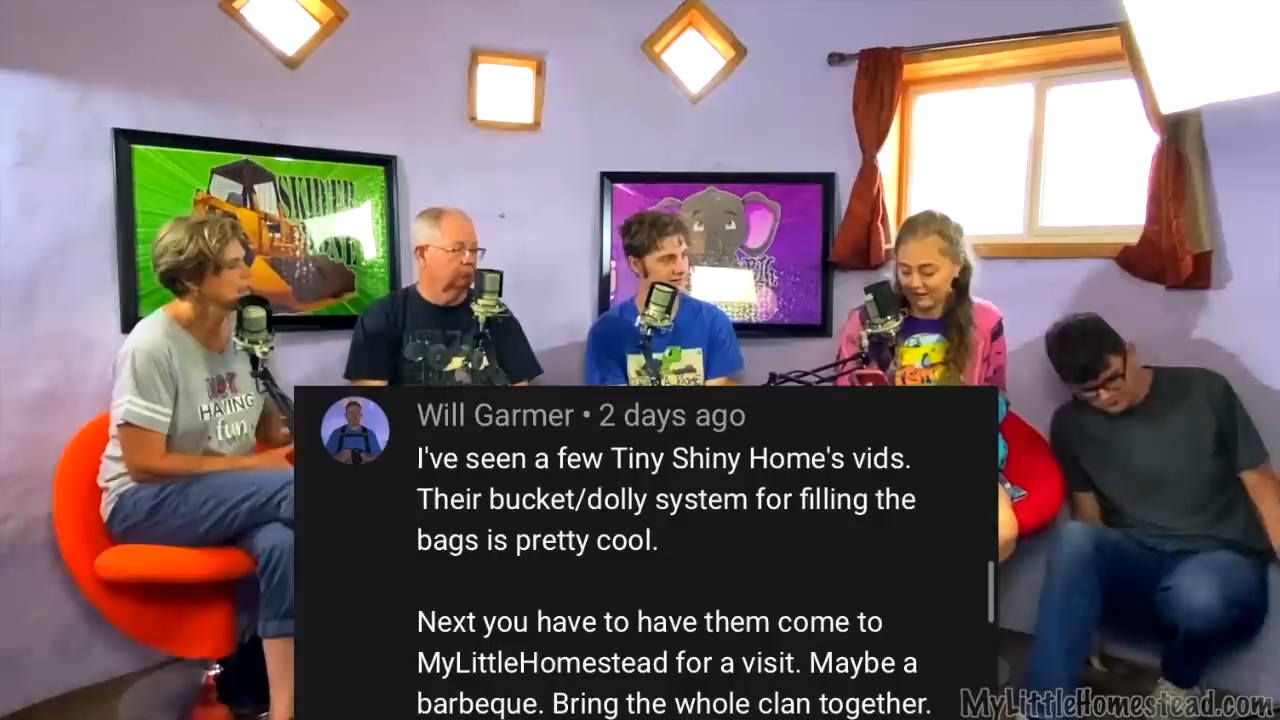 SKIDER
NOT
HAVING
fun
Will Garmer • 2 days ago
I've seen a few Tiny Shiny Home's vids.
Their bucket/dolly system for filling the
bags is pretty cool.
Next you have to have them come to
MyLittleHomestead for a visit. Maybe a
barbeque. Bring the whole clan together.
MyLittleHomestead.com